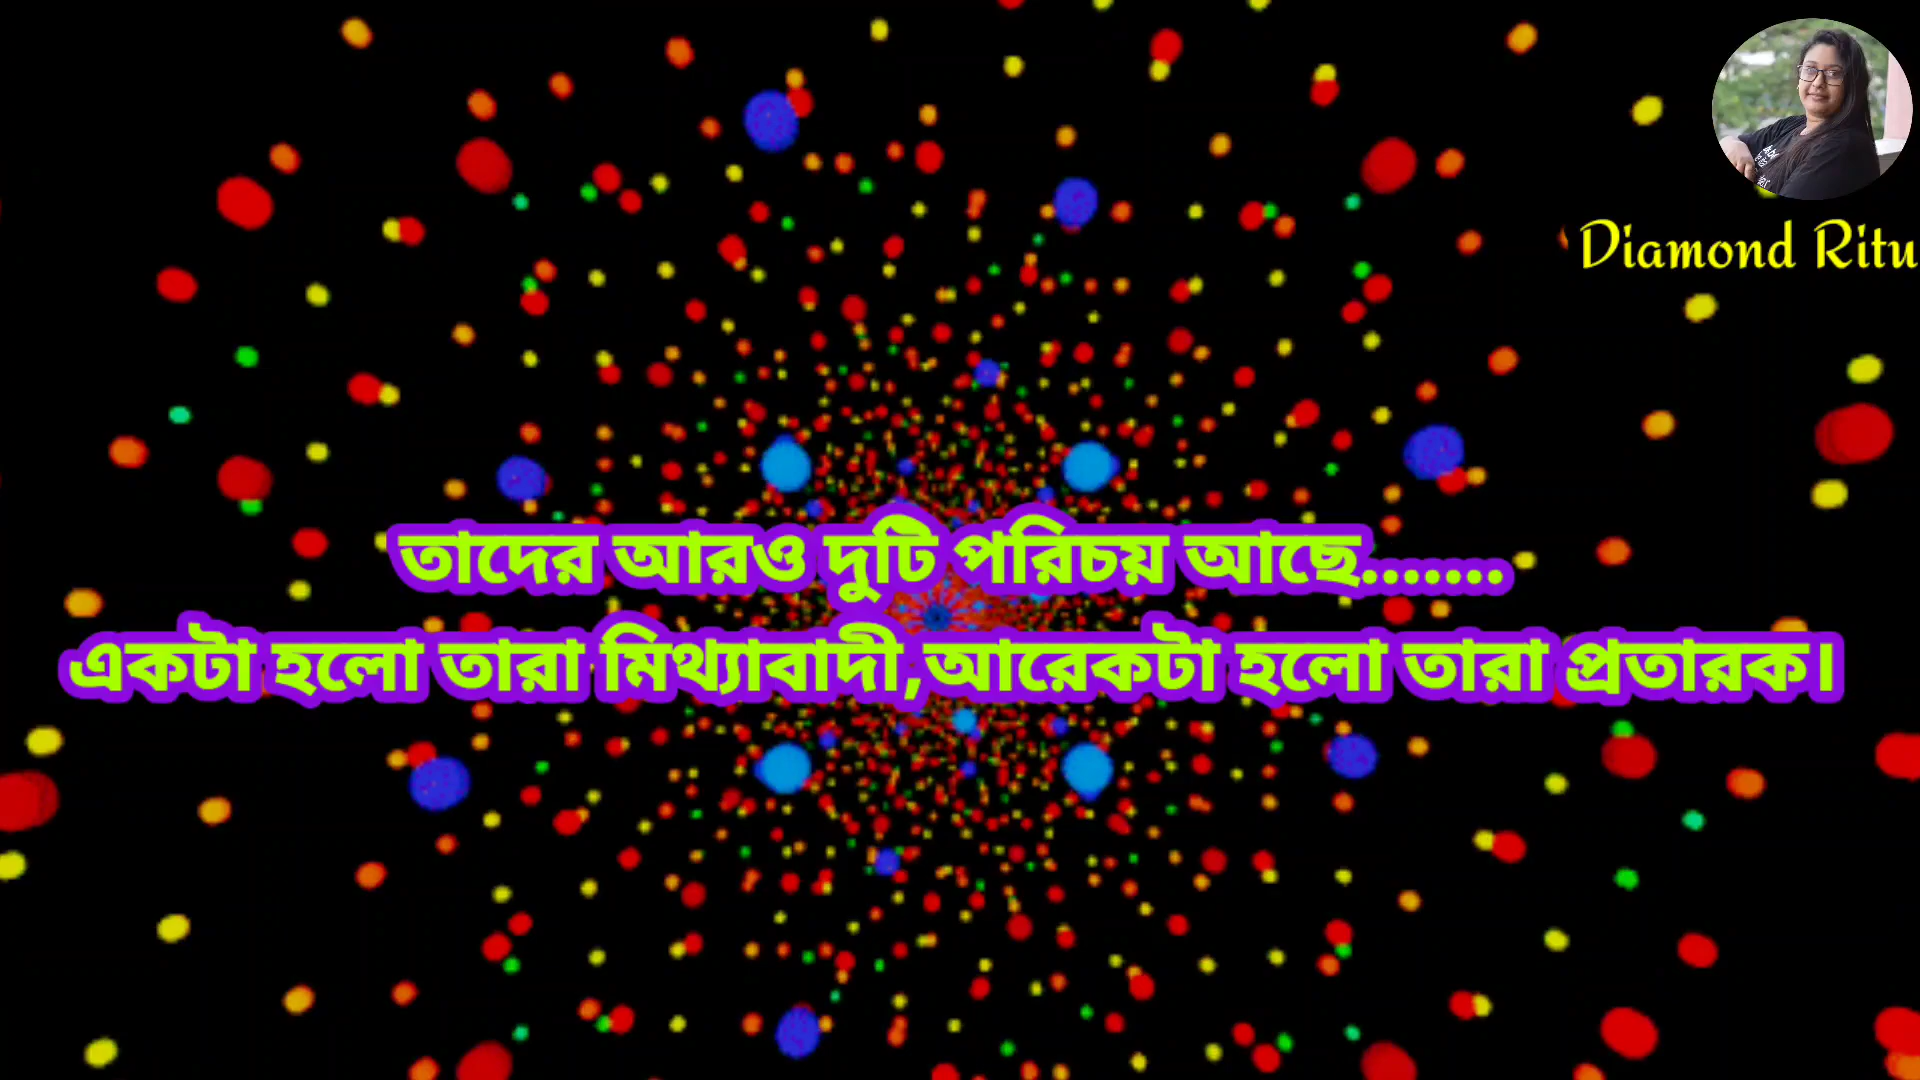 Diamond Ritu
তাদের আরও দুটি পরিচয় আছে.......
একটা হলো তারা মিথ্যাবাদী,আরেকটা হলো তারা প্রতারক।